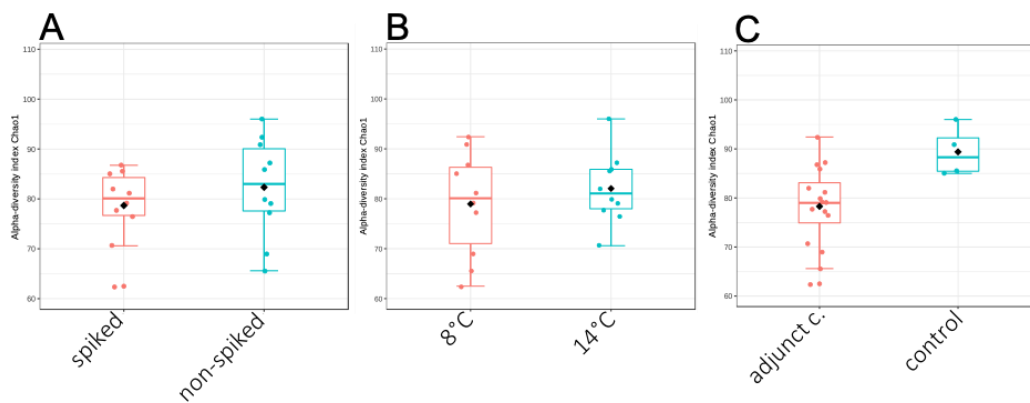 A
B
C
Alpha-diversity index Chao1
110
100
90
80
70
60
spiked
non-spiked
Alpha-diversity index Chao1
110
100
90
80
70
60
8°C
14°C
Alpha-diversity index Chao1
110
100
90
80
70
60
adjunct c.
control